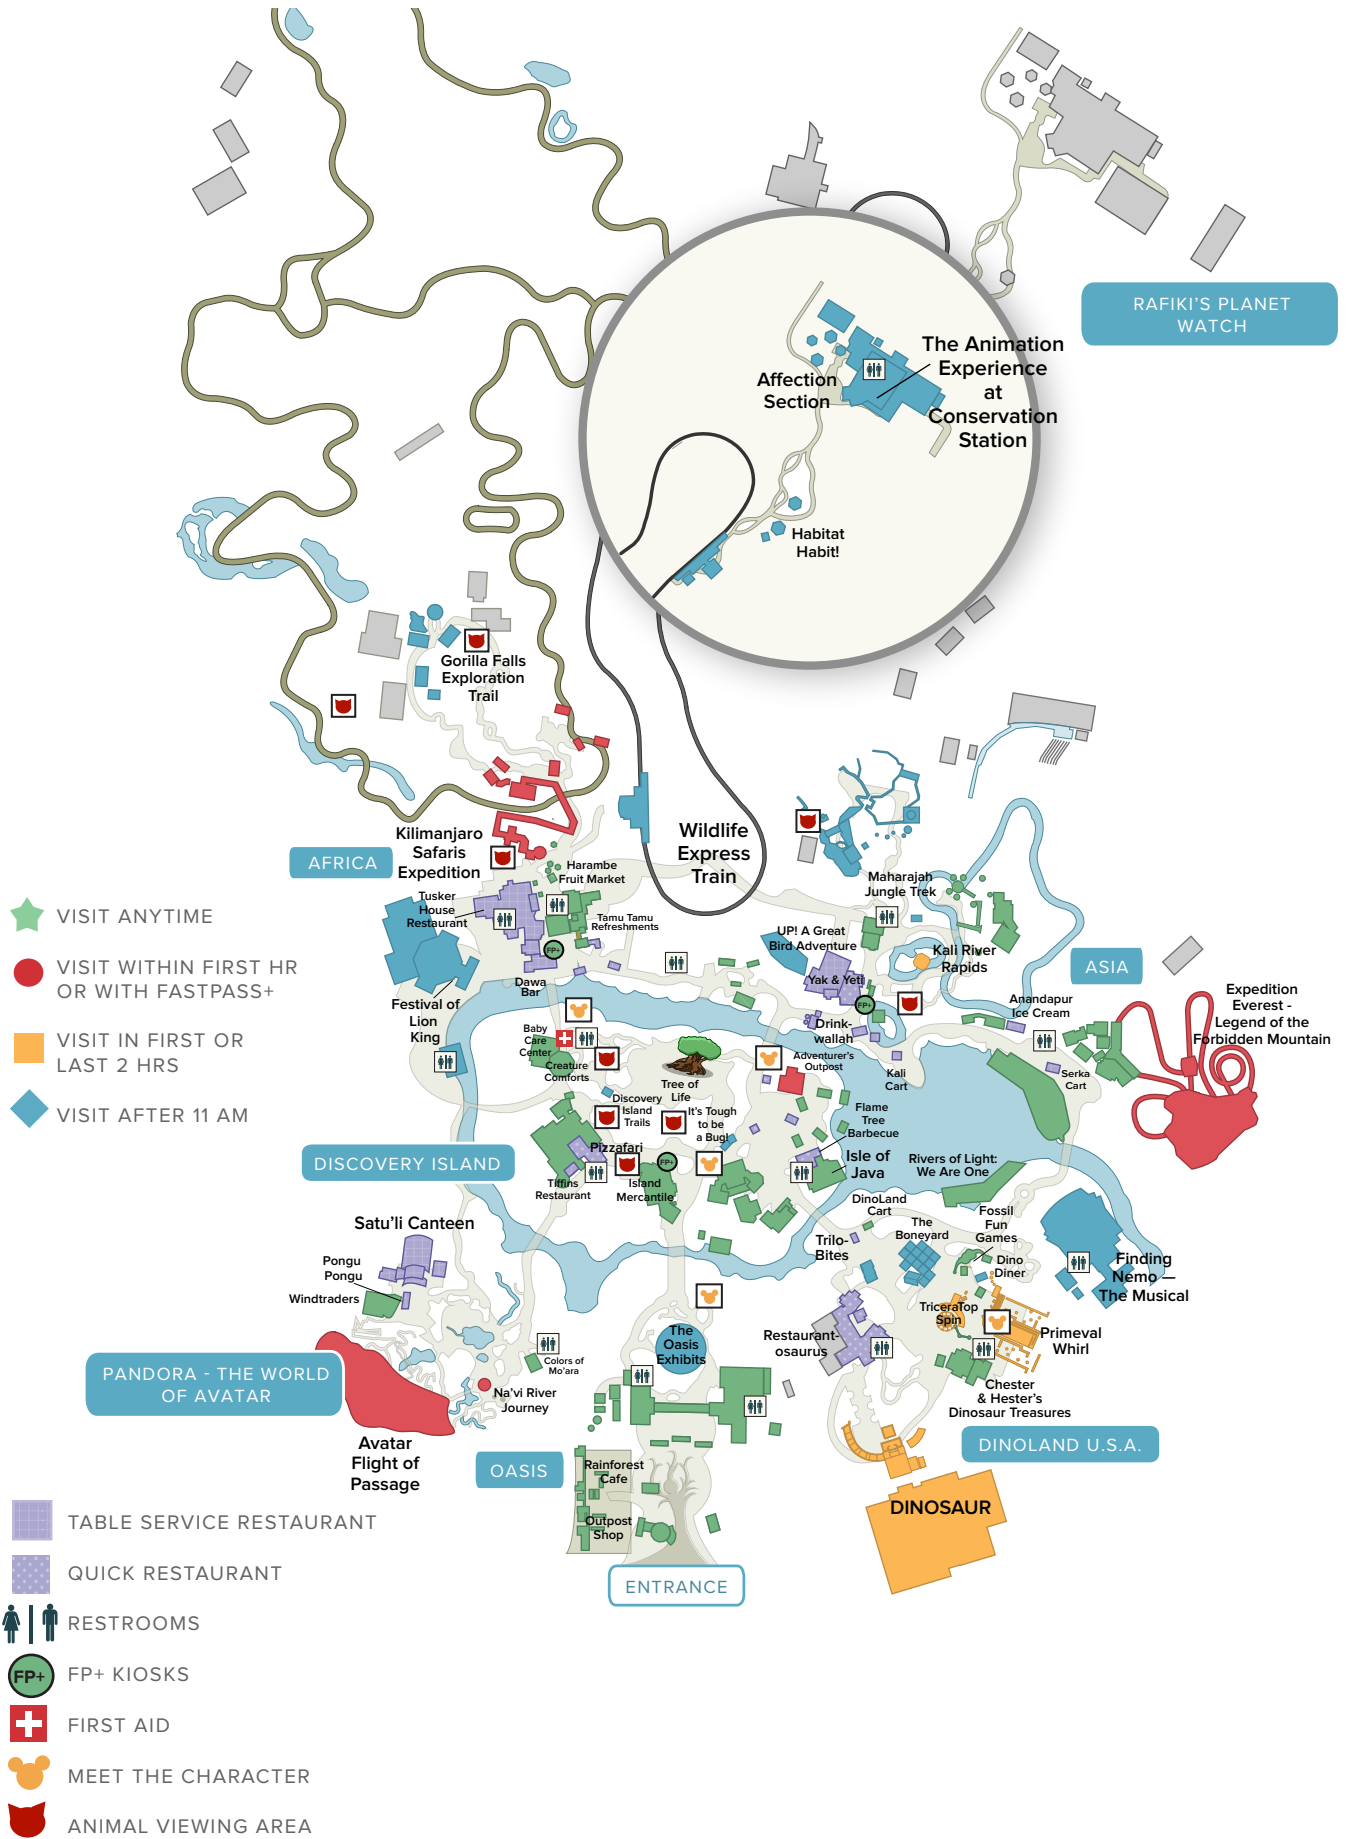 RAFIKI'S PLANET
WATCH
The Animation
Experience
at
Conservation
Station
Affection
Section
Habitat
Habit!
Gorilla Falls
Exploration
Trail
Kilimanjaro
Safaris
Expedition
AFRICA
Wildlife
Express
Train
Harambe
Fruit Market
Tusker
House
Restaurant
Tamu Tamu
Refreshments
FP+
Dawa
Bar
Festival of
Lion
King
Maharajah
Jungle Trek
UP! A Great
Bird Adventure
Kali River
Rapids
Yak & Yeti
FP+
ASIA
Anandapur
Ice Cream
Expedition
Everest -
Legend of the
Forbidden Mountain
Drink-
wallah
Adventurer's
Outpost
Kali
Cart
Serka
Cart
Baby
Care
Center
Creature
Comforts
Tree of
Life
Discovery
Island
Trails
It's Tough
to be
a Bug!
Flame
Tree
Barbecue
Isle of
Java
Rivers of Light:
We Are One
DISCOVERY ISLAND
Pizzafari
FP+
Tiffins
Restaurant
Island
Mercantile
DinoLand
Cart
The
Boneyard
Fossil
Fun
Games
Trilo-
Bites
Dino
Diner
Finding
Nemo —
The Musical
Satu'li Canteen
Pongu
Pongu
Windtraders
TriceraTop
Spin
Primeval
Whirl
Restaurant-
osaurus
The
Oasis
Exhibits
Colors of
Mo'ara
Na'vi River
Journey
PANDORA - THE WORLD
OF AVATAR
Avatar
Flight of
Passage
Chester
& Hester's
Dinosaur Treasures
DINOLAND U.S.A.
OASIS
Rainforest
Cafe
Outpost
Shop
DINOSAUR
ENTRANCE
VISIT ANYTIME
VISIT WITHIN FIRST HR
OR WITH FASTPASS+
VISIT IN FIRST OR
LAST 2 HRS
VISIT AFTER 11 AM
TABLE SERVICE RESTAURANT
QUICK RESTAURANT
RESTROOMS
FP+
FP+ KIOSKS
FIRST AID
MEET THE CHARACTER
ANIMAL VIEWING AREA